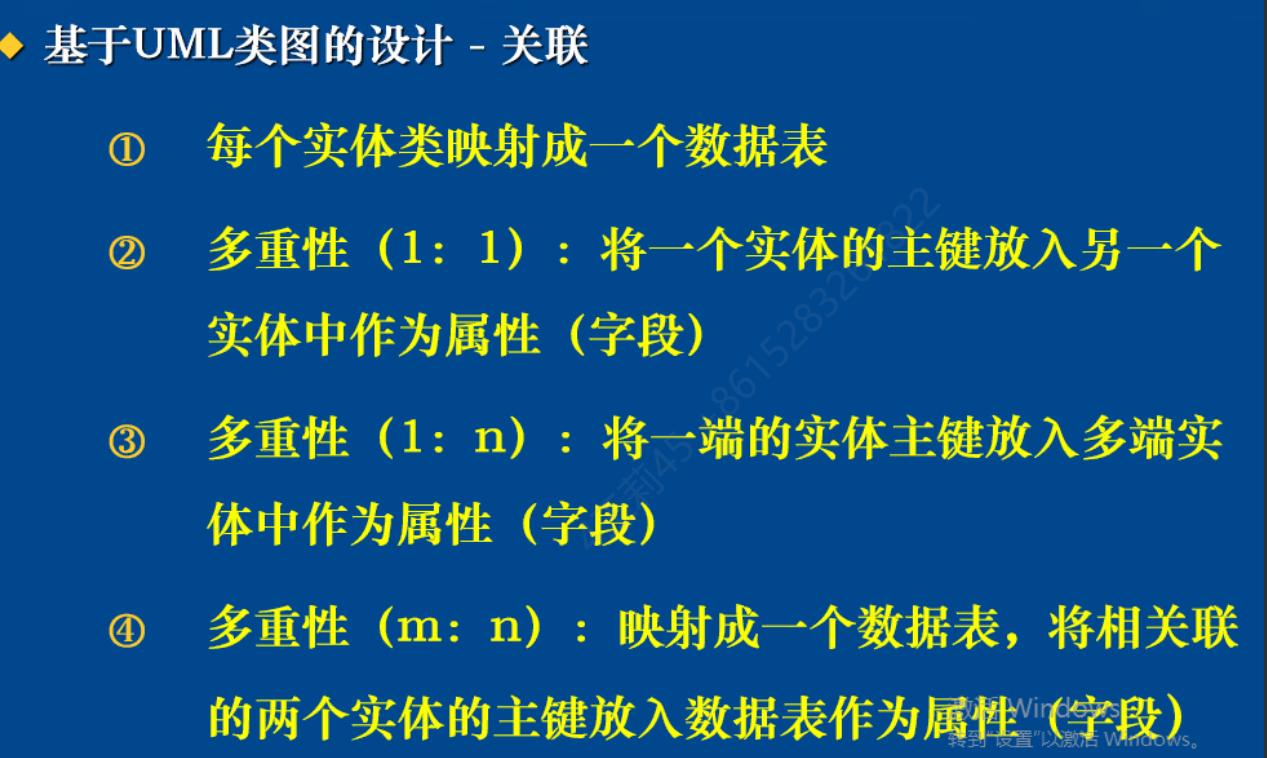 基于UML类图的设计 - 关联
① 每个实体类映射成一个数据表
② 多重性（1：1）：将一个实体的主键放入另一个
实体中作为属性（字段）
③ 多重性（1：n）：将一端的实体主键放入多端实
体中作为属性（字段）
④ 多重性（m：n）：映射成一个数据表，将相关联
的两个实体的主键放入数据表作为属性（字段）
激活 Windows
转到"设置"以激活 Windows。